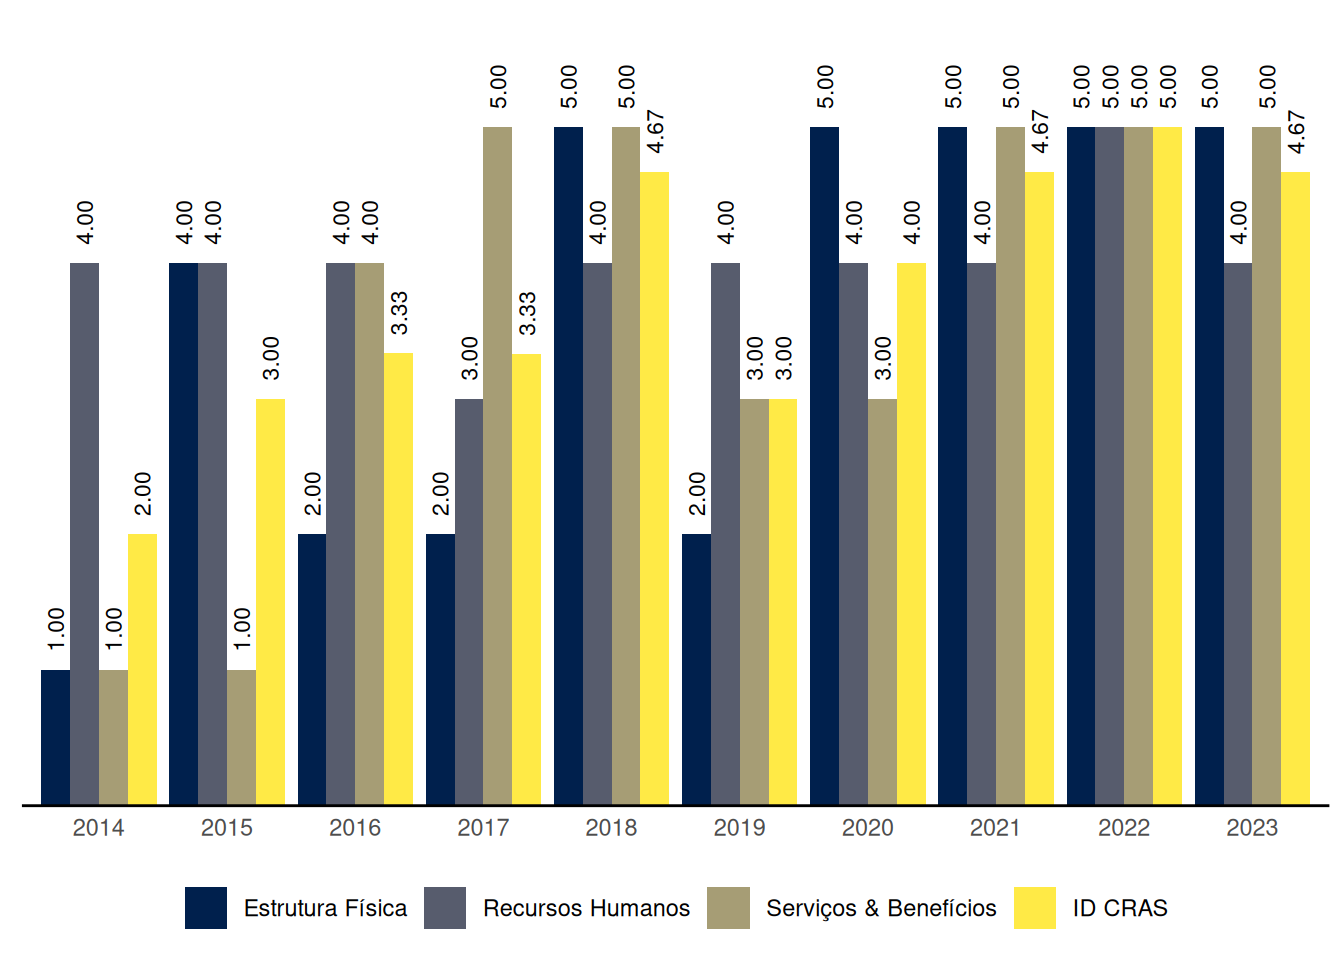 1.00 4.00 1.00 2.00
4.00 4.00 1.00 3.00
2.00 4.00 4.00 3.33
2.00 3.00 5.00 3.33
5.00 4.00 5.00 4.67
2.00 4.00 3.00 3.00
5.00 4.00 3.00 4.00
5.00 4.00 5.00 4.67
5.00 5.00 5.00 5.00
5.00 4.00 5.00 4.67
2014 2015 2016 2017 2018 2019 2020 2021 2022 2023
Estrutura Física Recursos Humanos Serviços & Benefícios ID CRAS